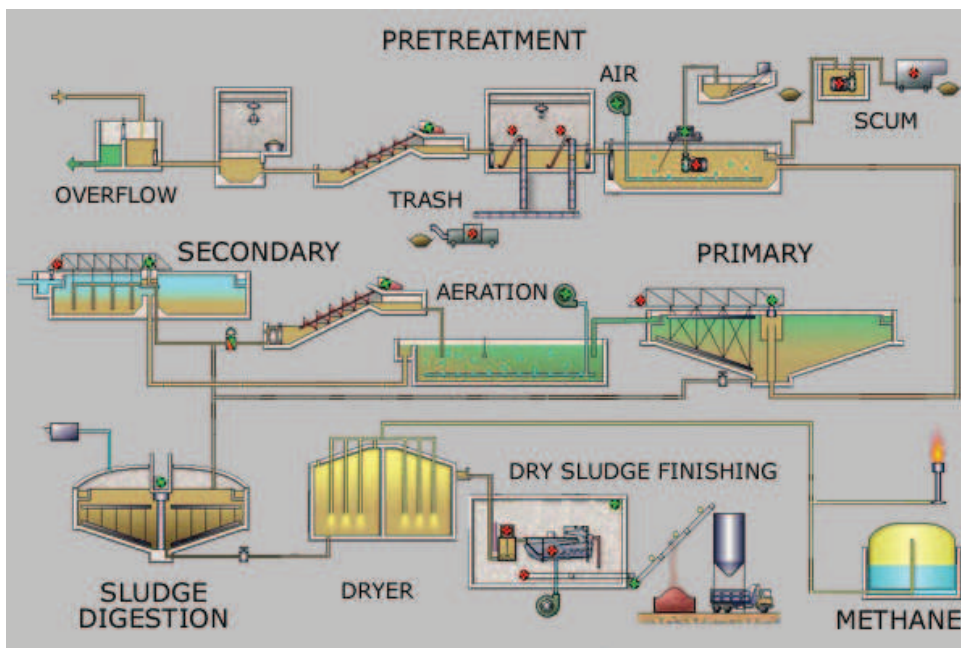 PRETREATMENT
AIR
SCUM
OVERFLOW
TRASH
SECONDARY
PRIMARY
AERATION
DRY SLUDGE FINISHING
SLUDGE
DIGESTION
DRYER
METHANE